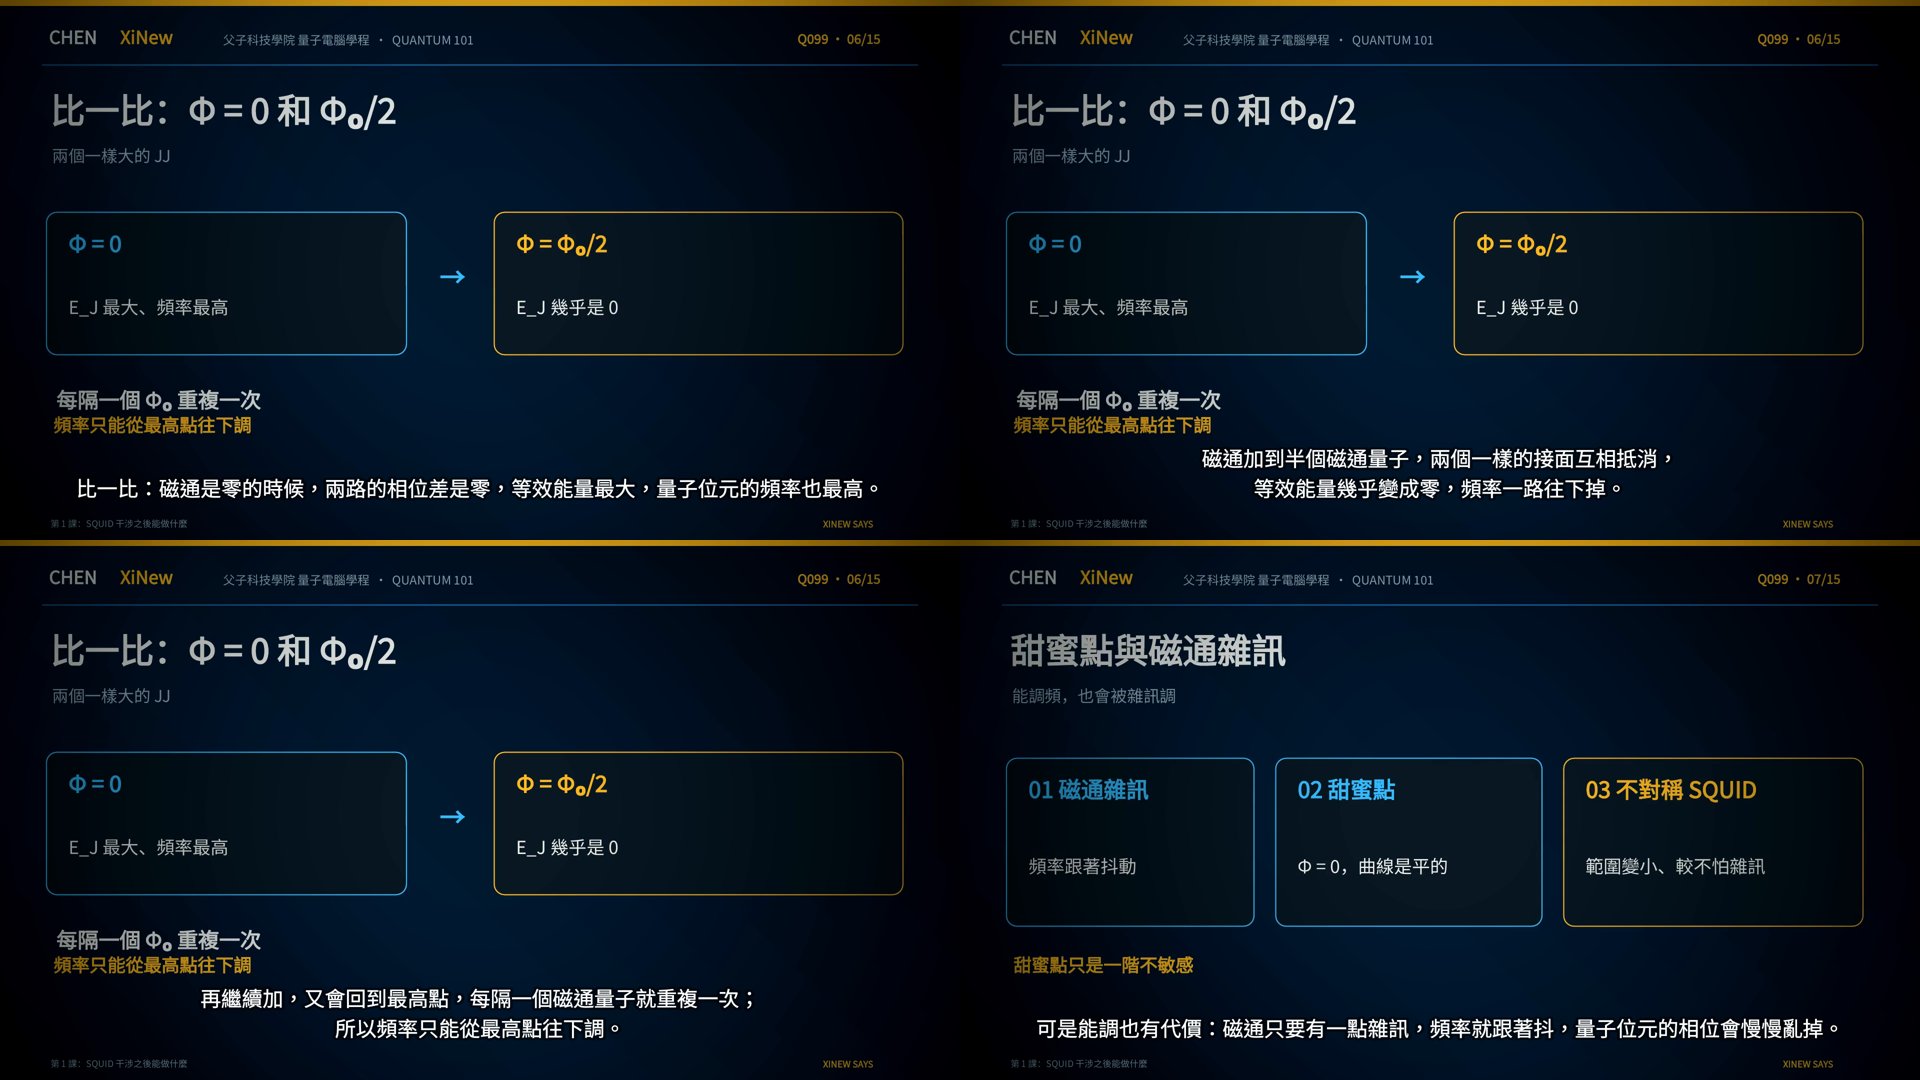 CHEN XiNew 父子科技學院 量子電腦學程 · QUANTUM 101 Q099 · 06/15
比一比：Φ = 0 和 Φ₀/2
兩個一樣大的 JJ
Φ = 0
E_J 最大、頻率最高
→
Φ = Φ₀/2
E_J 幾乎是 0
每隔一個 Φ₀ 重複一次
頻率只能從最高點往下調
比一比：磁通是零的時候，兩路的相位差是零，等效能量最大，量子位元的頻率也最高。
第 1 課：SQUID 干涉之後能做什麼 XINEW SAYS
CHEN XiNew 父子科技學院 量子電腦學程 · QUANTUM 101 Q099 · 06/15
比一比：Φ = 0 和 Φ₀/2
兩個一樣大的 JJ
Φ = 0
E_J 最大、頻率最高
→
Φ = Φ₀/2
E_J 幾乎是 0
每隔一個 Φ₀ 重複一次
頻率只能從最高點往下調
磁通加到半個磁通量子，兩個一樣的接面互相抵消，
等效能量幾乎變成零，頻率一路往下掉。
第 1 課：SQUID 干涉之後能做什麼 XINEW SAYS
CHEN XiNew 父子科技學院 量子電腦學程 · QUANTUM 101 Q099 · 06/15
比一比：Φ = 0 和 Φ₀/2
兩個一樣大的 JJ
Φ = 0
E_J 最大、頻率最高
→
Φ = Φ₀/2
E_J 幾乎是 0
每隔一個 Φ₀ 重複一次
頻率只能從最高點往下調
再繼續加，又會回到最高點，每隔一個磁通量子就重複一次；
所以頻率只能從最高點往下調。
第 1 課：SQUID 干涉之後能做什麼 XINEW SAYS
CHEN XiNew 父子科技學院 量子電腦學程 · QUANTUM 101 Q099 · 07/15
甜蜜點與磁通雜訊
能調頻，也會被雜訊調
01 磁通雜訊
頻率跟著抖動
02 甜蜜點
Φ = 0，曲線是平的
03 不對稱 SQUID
範圍變小、較不怕雜訊
甜蜜點只是一階不敏感
可是能調也有代價：磁通只要有一點雜訊，頻率就跟著抖，量子位元的相位會慢慢亂掉。
第 1 課：SQUID 干涉之後能做什麼 XINEW SAYS